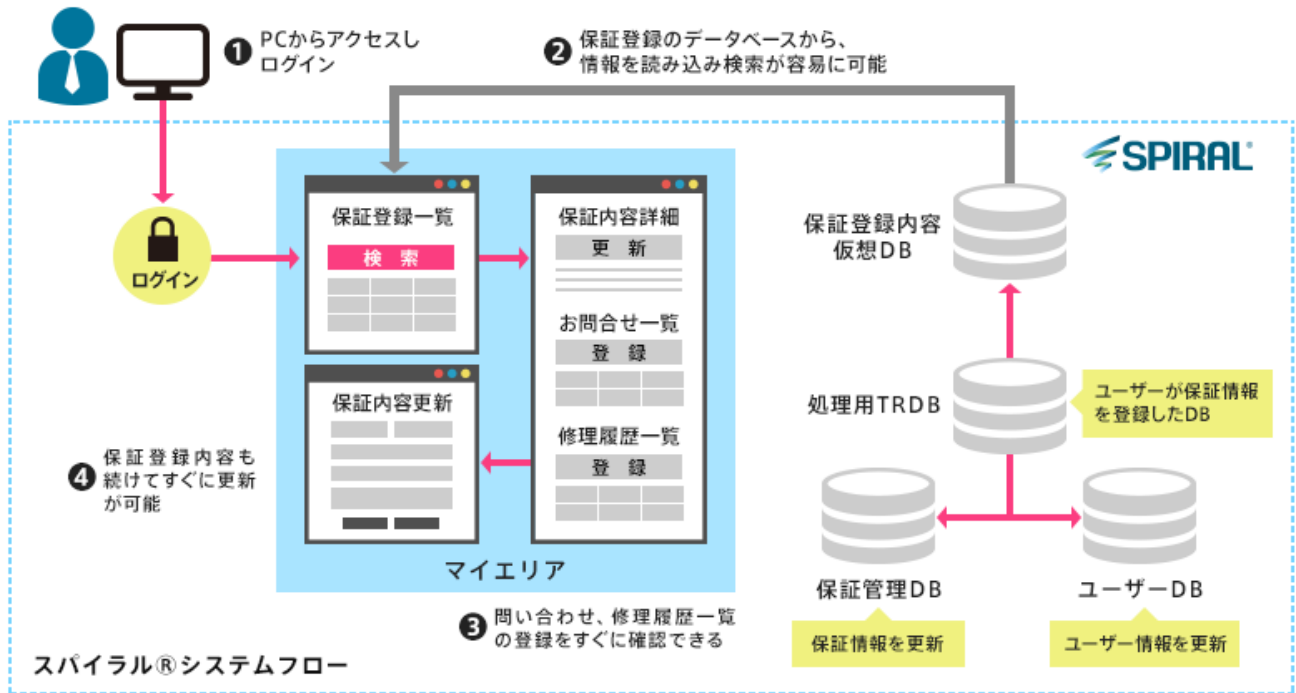 ❶ PCからアクセスし
ログイン
❷ 保証登録のデータベースから、
情報を読み込み検索が容易に可能
SPIRAL®
ログイン
保証登録一覧
検 索
保証内容詳細
更 新
お問合せ一覧
登 録
修理履歴一覧
登 録
保証内容更新
❹ 保証登録内容も
続けてすぐに更新
が可能
マイエリア
❸ 問い合わせ、修理履歴一覧
の登録をすぐに確認できる
保証登録内容
仮想DB
処理用TRDB
ユーザーが保証情報
を登録したDB
保証管理DB
保証情報を更新
ユーザーDB
ユーザー情報を更新
スパイラル®システムフロー